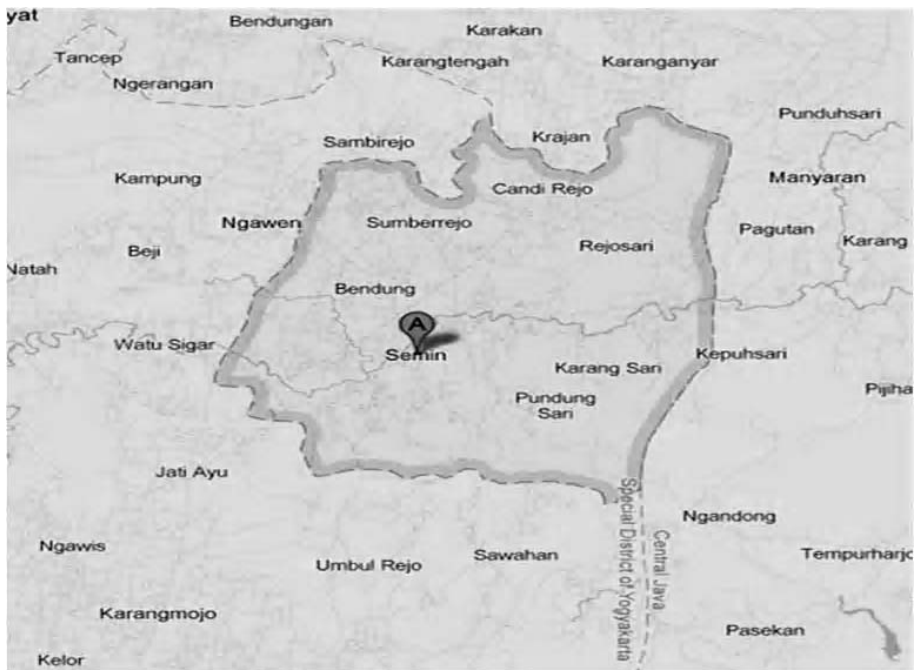 yat
Bendungan
Karakan
Tancep
Karangtengah
Karanganyar
Ngerangan
Punduhsari
Sambirejo
Krajan
Kampung
Candi Rejo
Manyaran
Ngawen
Sumberrejo
Pagutan
Beji
Rejosari
Karang
Natah
Bendung
A
Watu Sigar
Semin
Karang Sari
Kepuhsari
Pundung
Sari
Pijiha
Jati Ayu
Special District of Yogyakarta
Central Java
Ngandong
Ngawis
Umbul Rejo
Sawahan
Tempurharjo
Karangmojo
Pasekan
Kelor